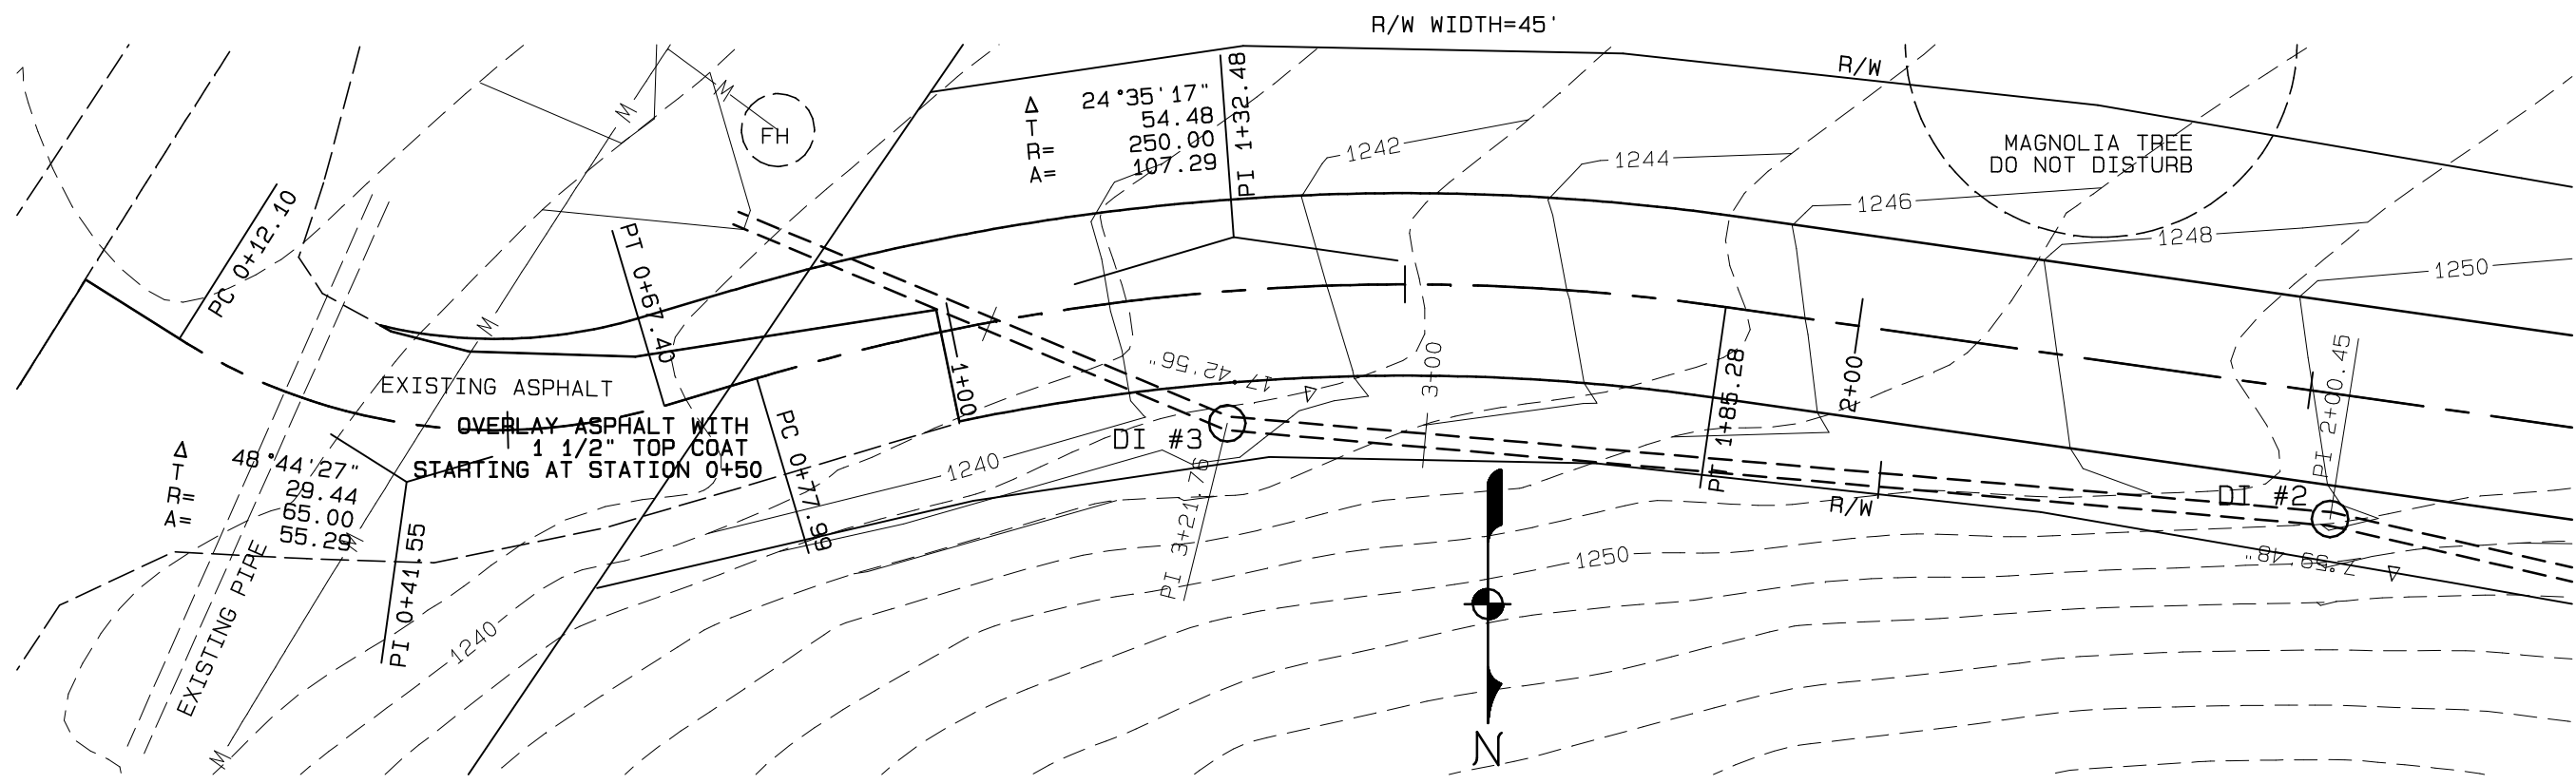 R/W WIDTH=45'
R/W
Δ 24°35'17"
T 54.48
R= 250.00
A= 107.29
PI 1+32.48
FH
MAGNOLIA TREE
DO NOT DISTURB
1242
1244
1246
1248
1250
PC 0+12.10
PT 0+67.40
EXISTING ASPHALT
OVERLAY ASPHALT WITH
1 1/2" TOP COAT
STARTING AT STATION 0+50
Δ 48°44'27"
T 29.44
R= 65.00
A= 55.29
PI 0+41.55
EXISTING PIPE
PC 0+77.99
1+00
17°42'56" Δ
3+00
PT 1+85.28
2+00
PI 2+00.45
DI #3
PI 3+21.76
1240
DI #2
R/W
7°59'48" Δ
1250
1240
W
W
W
W
W
N